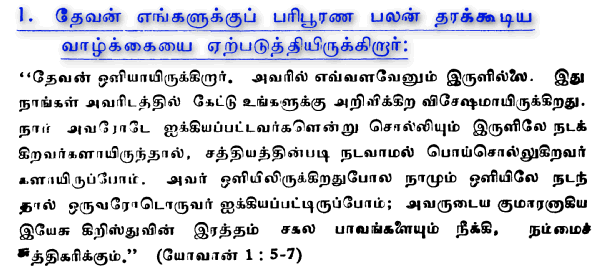 1. தேவன் எங்களுக்குப் பரிபூரண பலன் தரக்கூடிய
வாழ்க்கையை ஏற்படுத்தியிருக்கிறார்:
"தேவன் ஒளியாயிருக்கிறார். அவரில் எவ்வளவேனும் இருளில்லை. இது
நாங்கள் அவரிடத்தில் கேட்டு உங்களுக்கு அறிவிக்கிற விசேஷமாயிருக்கிறது.
நாம் அவரோடே ஐக்கியப்பட்டவர்களென்று சொல்லியும் இருளிலே நடக்
கிறவர்களாயிருந்தால், சத்தியத்தின்படி நடவாமல் பொய்சொல்லுகிறவர்
களாயிருப்போம். அவர் ஒளியிலிருக்கிறதுபோல நாமும் ஒளியிலே நடந்
தால் ஒருவரோடொருவர் ஐக்கியப்பட்டிருப்போம்; அவருடைய குமாரனாகிய
இயேசு கிறிஸ்துவின் இரத்தம் சகல பாவங்களையும் நீக்கி, நம்மைச்
சுத்திகரிக்கும்." (யோவான் 1 : 5-7)